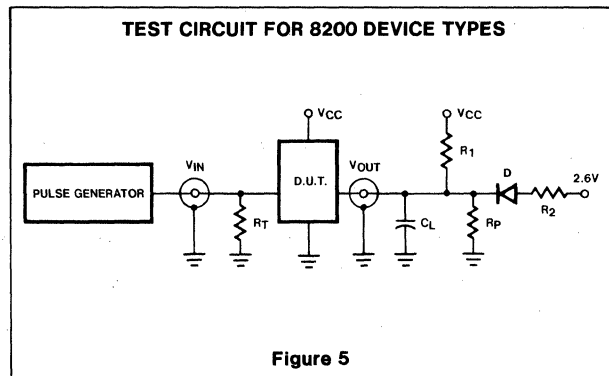 TEST CIRCUIT FOR 8200 DEVICE TYPES
VCC
VCC
VIN
VOUT
R1
D
2.6V
PULSE GENERATOR
D.U.T.
RT
CL
RP
R2
Figure 5